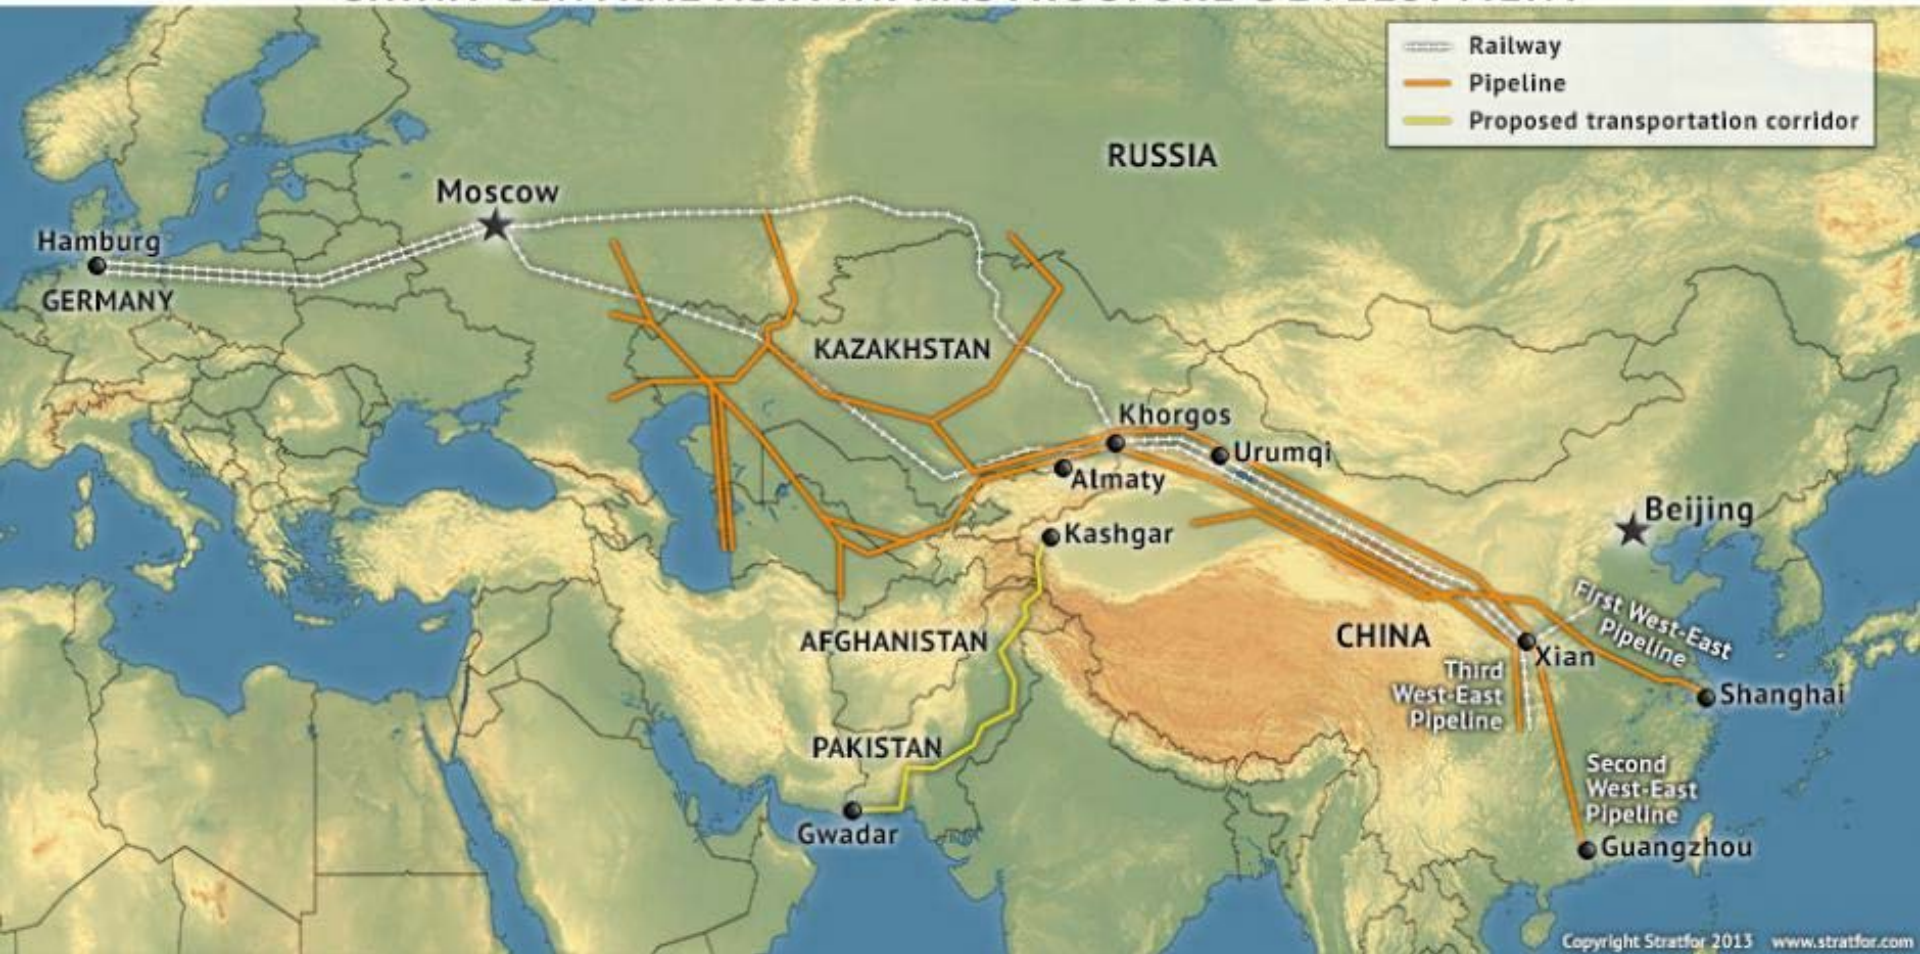 Railway
Pipeline
Proposed transportation corridor
RUSSIA
Moscow
Hamburg
GERMANY
KAZAKHSTAN
Khorgos
Urumqi
Almaty
Beijing
Kashgar
First West-East
Pipeline
AFGHANISTAN
CHINA
Xian
Third
West-East
Pipeline
Shanghai
PAKISTAN
Second
West-East
Pipeline
Gwadar
Guangzhou
Copyright Stratfor 2013 www.stratfor.com